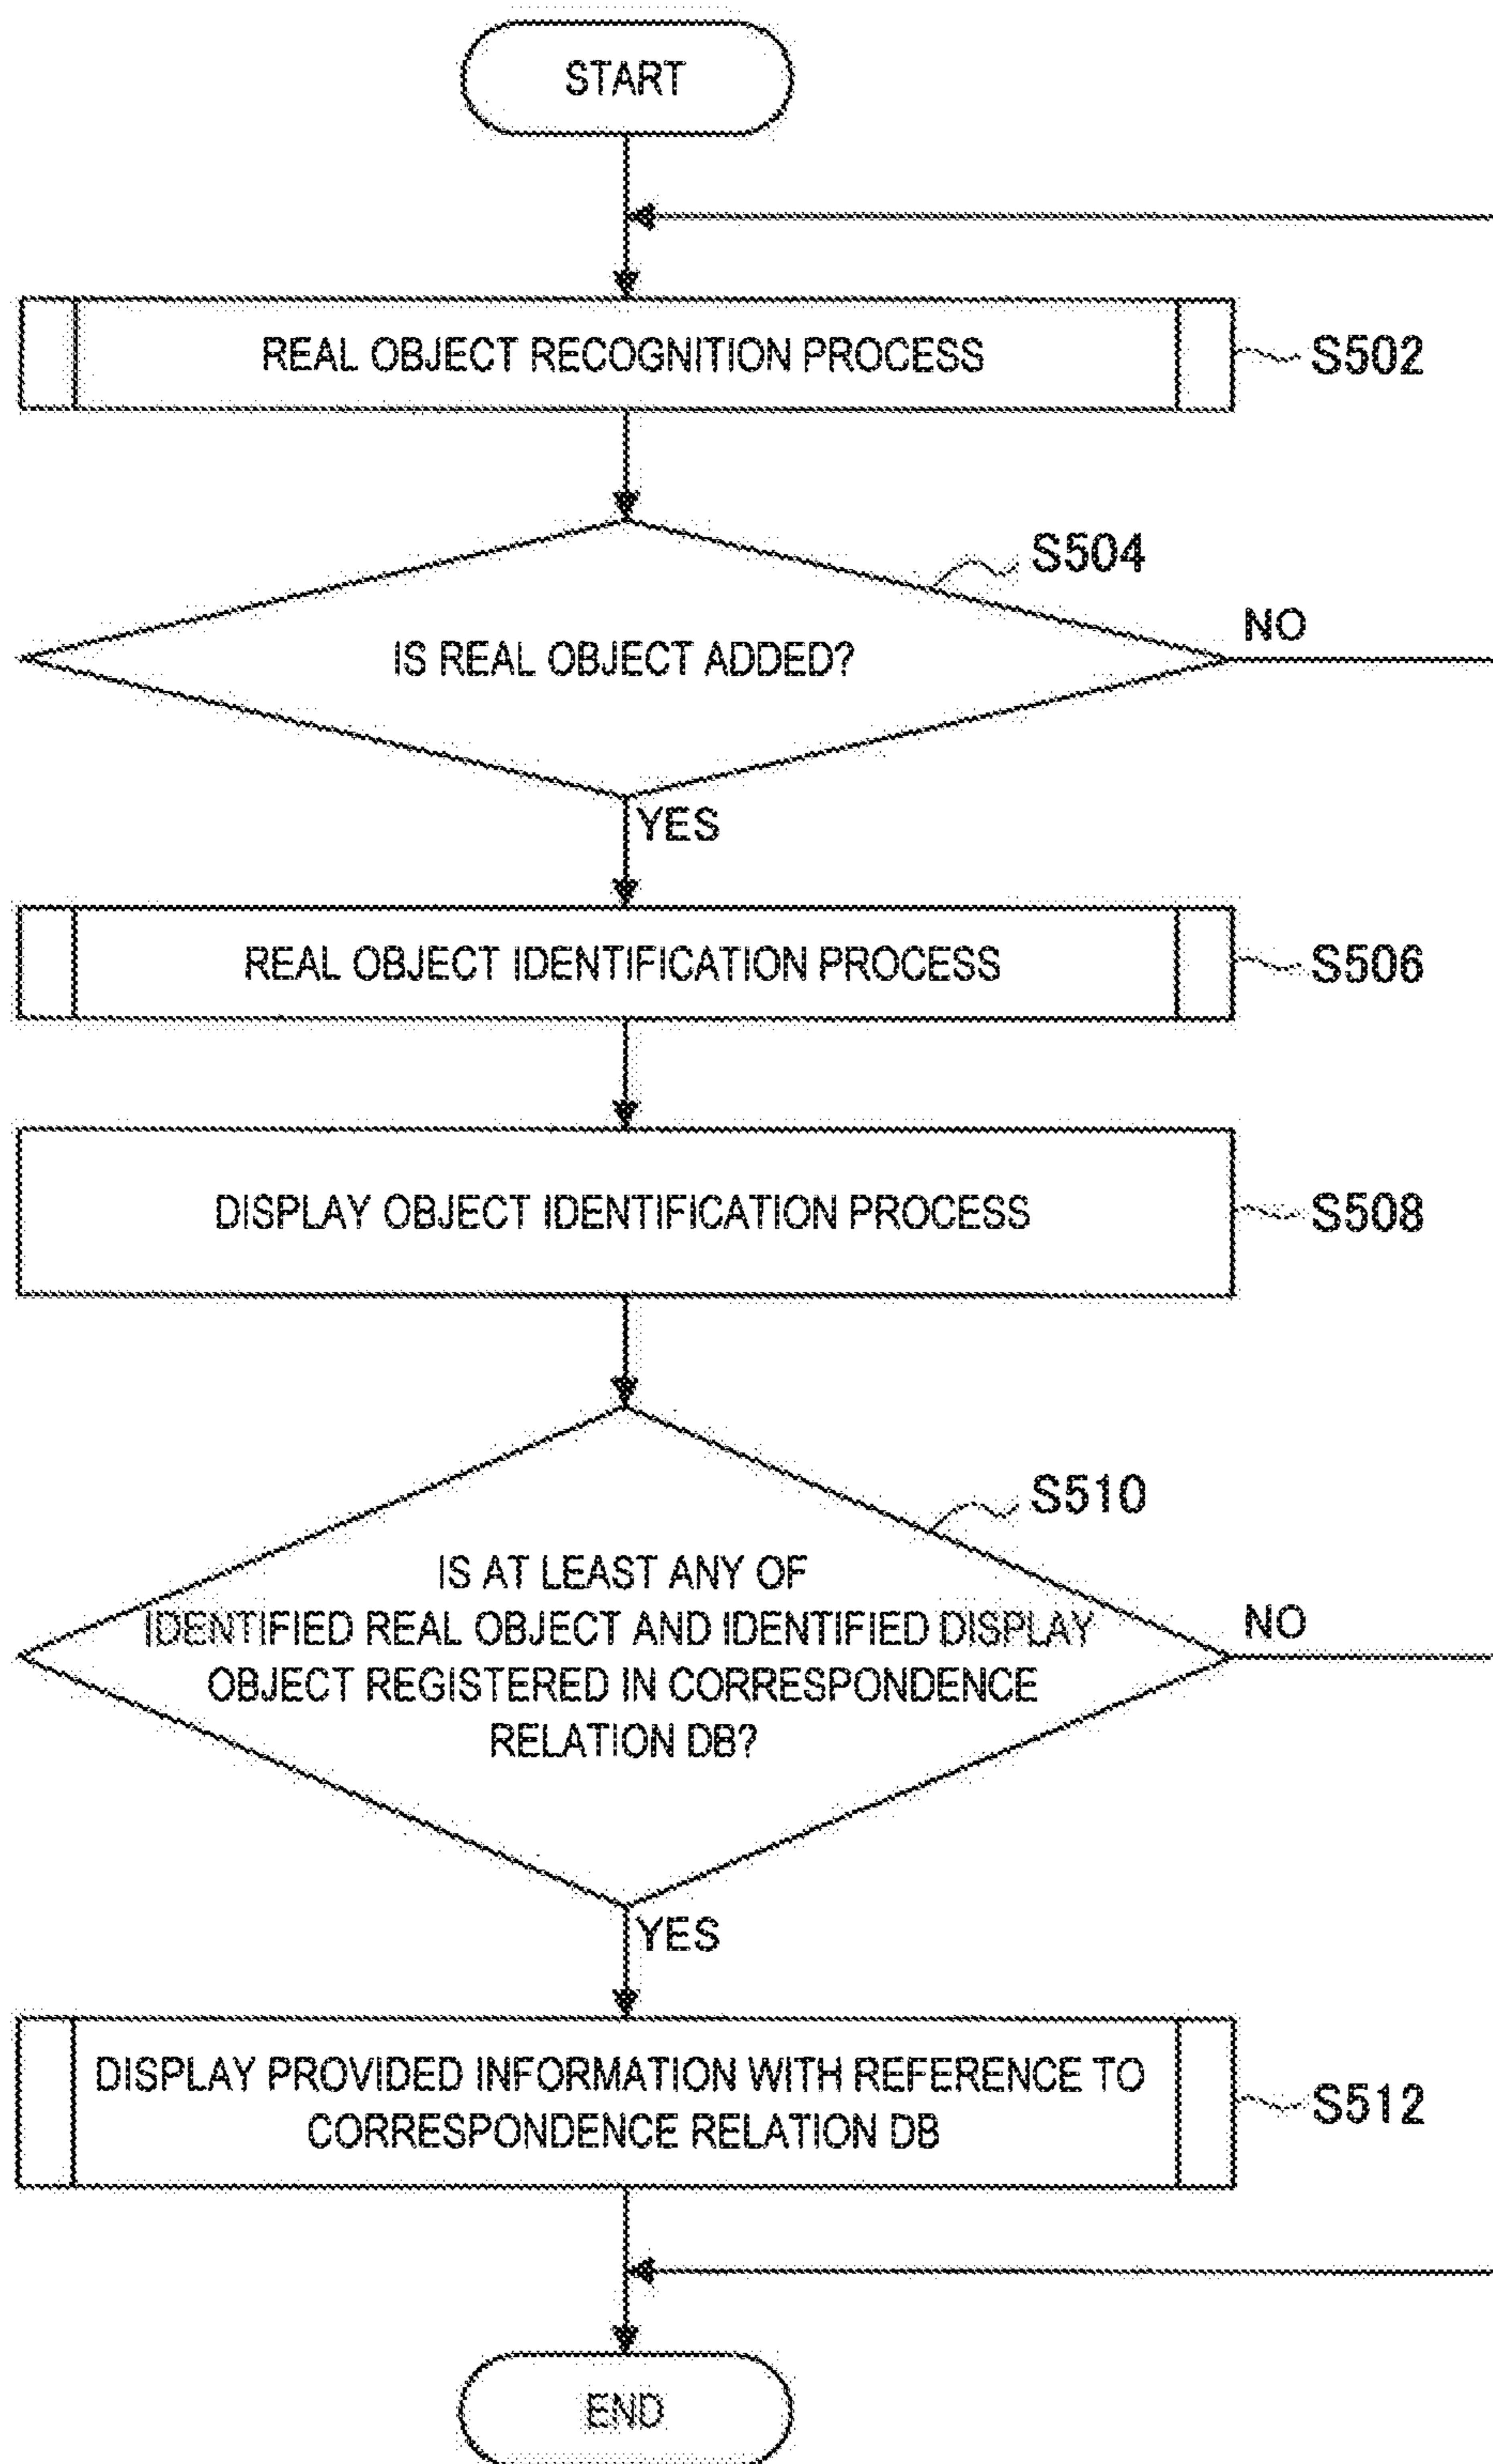 START
REAL OBJECT RECOGNITION PROCESS
S502
S504
IS REAL OBJECT ADDED?
NO
YES
REAL OBJECT IDENTIFICATION PROCESS
S506
DISPLAY OBJECT IDENTIFICATION PROCESS
S508
S510
IS AT LEAST ANY OF
IDENTIFIED REAL OBJECT AND IDENTIFIED DISPLAY
OBJECT REGISTERED IN CORRESPONDENCE
RELATION DB?
NO
YES
DISPLAY PROVIDED INFORMATION WITH REFERENCE TO
CORRESPONDENCE RELATION DB
S512
END